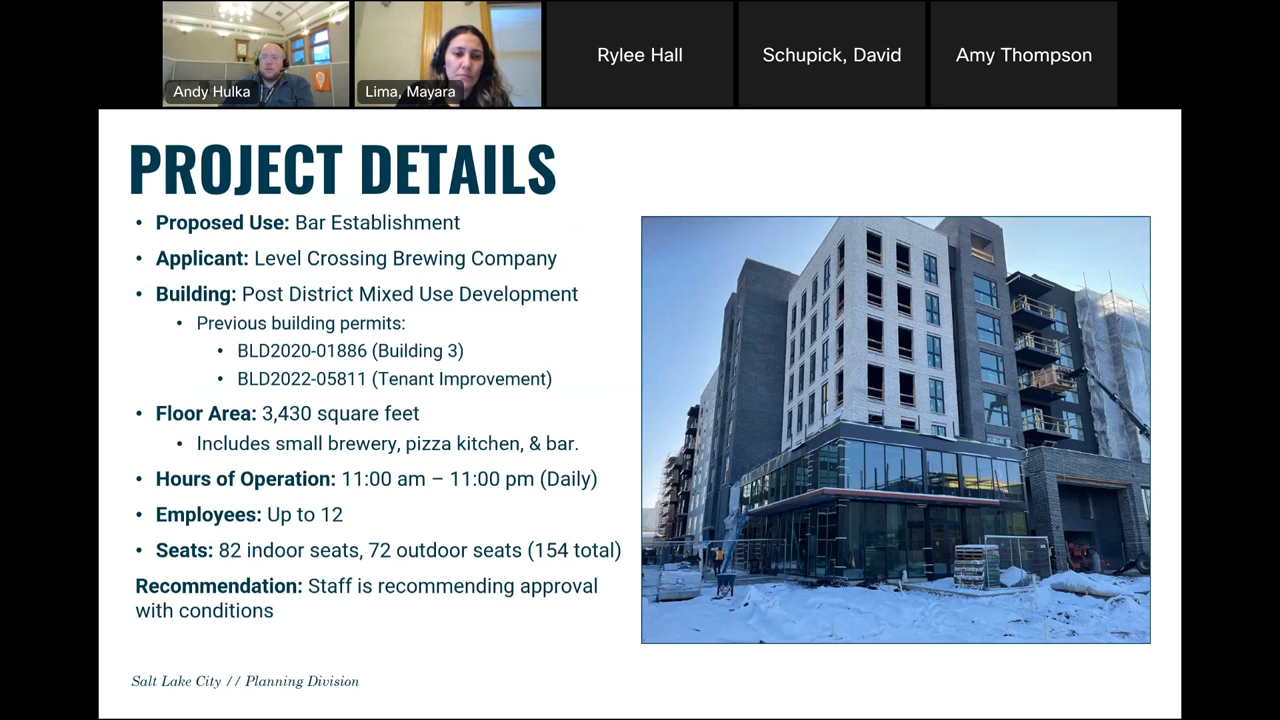 Andy Hulka
Lima, Mayara
Rylee Hall
Schupick, David
Amy Thompson
PROJECT DETAILS
• Proposed Use: Bar Establishment
• Applicant: Level Crossing Brewing Company
• Building: Post District Mixed Use Development
• Previous building permits:
• BLD2020-01886 (Building 3)
• BLD2022-05811 (Tenant Improvement)
• Floor Area: 3,430 square feet
• Includes small brewery, pizza kitchen, & bar.
• Hours of Operation: 11:00 am – 11:00 pm (Daily)
• Employees: Up to 12
• Seats: 82 indoor seats, 72 outdoor seats (154 total)
Recommendation: Staff is recommending approval
with conditions
Salt Lake City // Planning Division